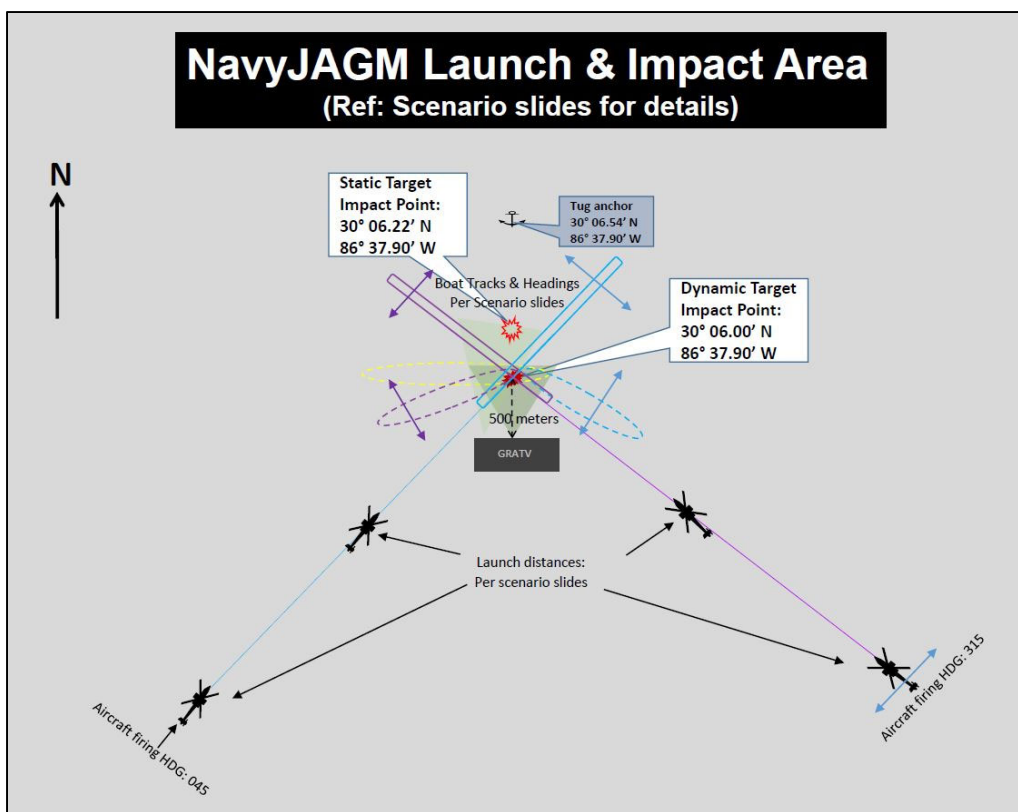 NavyJAGM Launch & Impact Area
(Ref: Scenario slides for details)
N
Static Target
Impact Point:
30° 06.22’ N
86° 37.90’ W
Tug anchor
30° 06.54’ N
86° 37.90’ W
Boat Tracks & Headings
Per Scenario slides
Dynamic Target
Impact Point:
30° 06.00’ N
86° 37.90’ W
500 meters
GRATV
Launch distances:
Per scenario slides
Aircraft firing HDG: 045
Aircraft firing HDG: 315